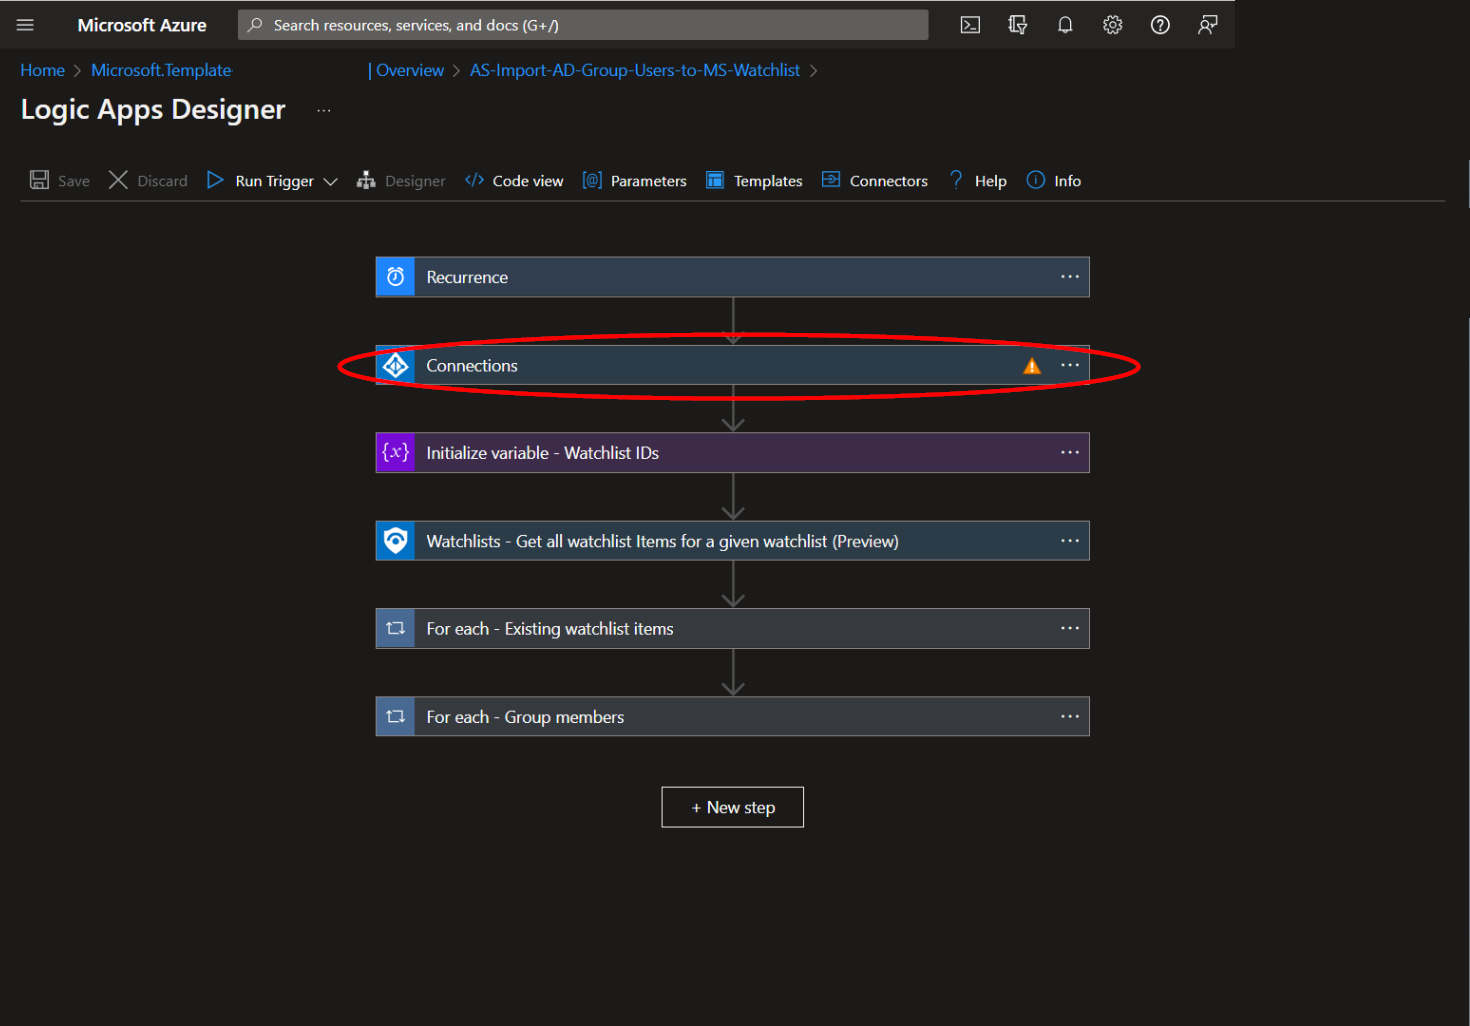 Microsoft Azure
Search resources, services, and docs (G+/)
Home > Microsoft.Template | Overview > AS-Import-AD-Group-Users-to-MS-Watchlist >
Logic Apps Designer ...
Save Discard Run Trigger Designer </> Code view [@] Parameters Templates Connectors ? Help Info
Recurrence ...
Connections ...
{x} Initialize variable - Watchlist IDs ...
Watchlists - Get all watchlist Items for a given watchlist (Preview) ...
For each - Existing watchlist items ...
For each - Group members ...
+ New step